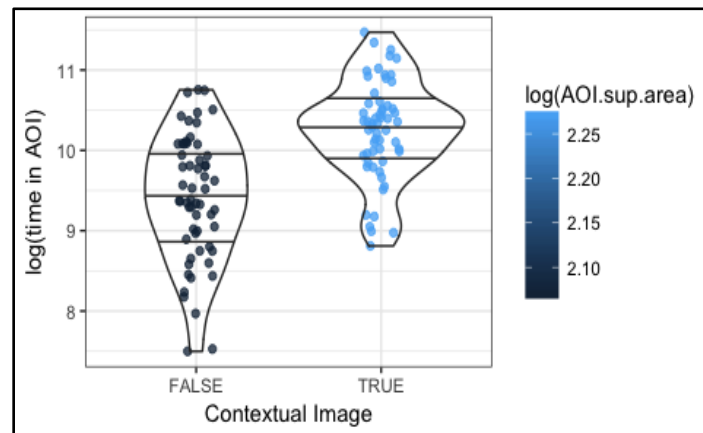 log(time in AOI)
11
10
9
8
FALSE
TRUE
Contextual Image
log(AOI.sup.area)
2.25
2.20
2.15
2.10